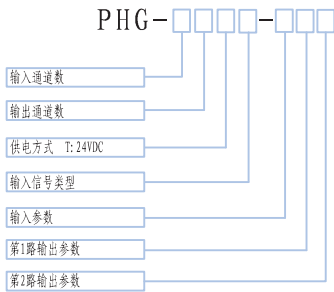 PHG-□□□□-□□□
输入通道数
输出通道数
供电方式 T:24VDC
输入信号类型
输入参数
第1路输出参数
第2路输出参数